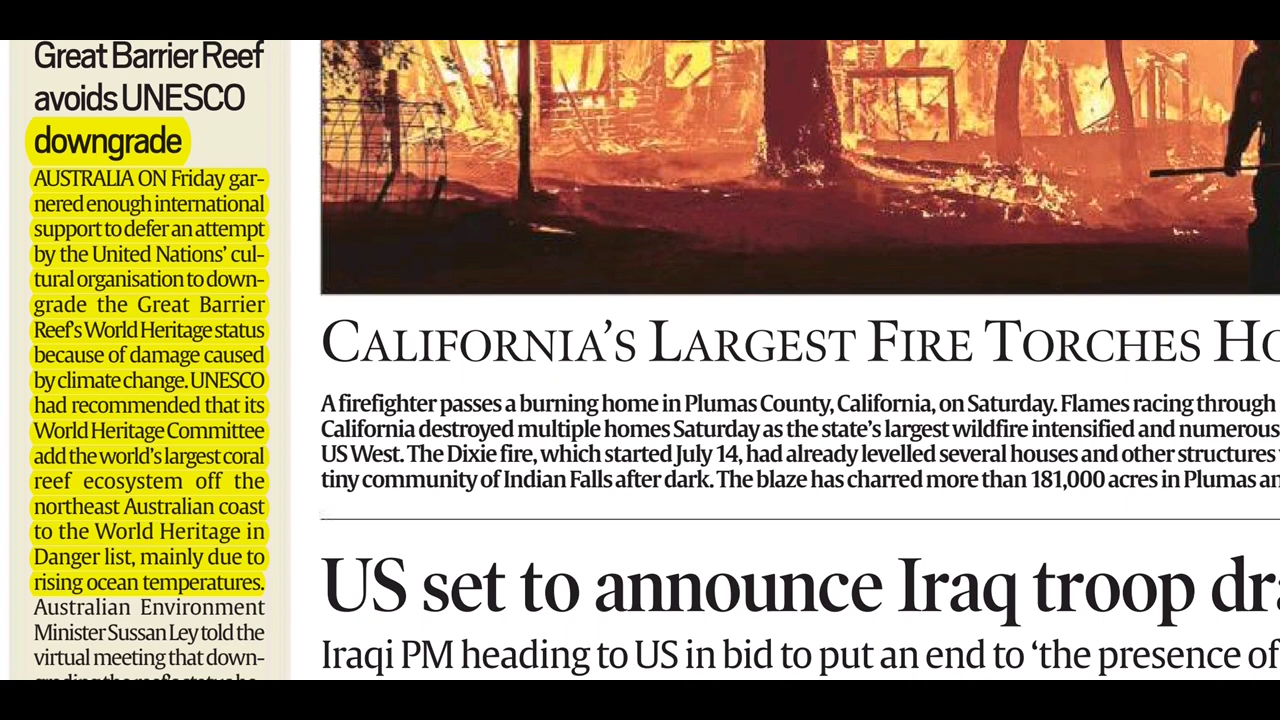 Great Barrier Reef
avoids UNESCO
downgrade
AUSTRALIA ON Friday gar-
nered enough international
support to defer an attempt
by the United Nations' cul-
tural organisation to down-
grade the Great Barrier
Reef's World Heritage status
because of damage caused
by climate change. UNESCO
had recommended that its
World Heritage Committee
add the world's largest coral
reef ecosystem off the
northeast Australian coast
to the World Heritage in
Danger list, mainly due to
rising ocean temperatures.
Australian Environment
Minister Sussan Ley told the
virtual meeting that down-
CALIFORNIA'S LARGEST FIRE TORCHES HO
A firefighter passes a burning home in Plumas County, California, on Saturday. Flames racing through
California destroyed multiple homes Saturday as the state's largest wildfire intensified and numerous
US West. The Dixie fire, which started July 14, had already levelled several houses and other structures
tiny community of Indian Falls after dark. The blaze has charred more than 181,000 acres in Plumas an
US set to announce Iraq troop dra
Iraqi PM heading to US in bid to put an end to 'the presence of